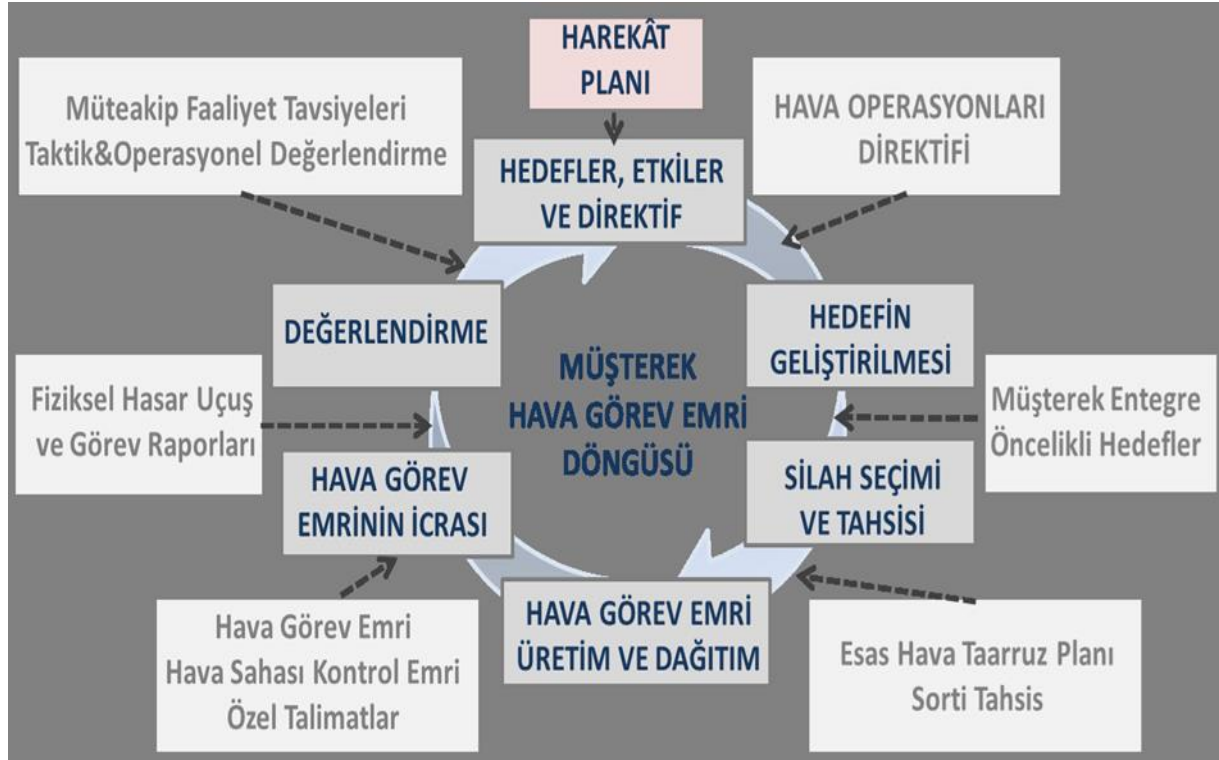 HAREKÂT
PLANI
Müteakip Faaliyet Tavsiyeleri
Taktik&Operasyonel Değerlendirme
HAVA OPERASYONLARI
DİREKTİFİ
HEDEFLER, ETKİLER
VE DİREKTİF
DEĞERLENDİRME
HEDEFİN
GELİŞTİRİLMESİ
MÜŞTEREK
HAVA GÖREV EMRİ
DÖNGÜSÜ
Fiziksel Hasar Uçuş
ve Görev Raporları
Müşterek Entegre
Öncelikli Hedefler
HAVA GÖREV
EMRİNİN İCRASI
SİLAH SEÇİMİ
VE TAHSİSİ
HAVA GÖREV EMRİ
ÜRETİM VE DAĞITIM
Hava Görev Emri
Hava Sahası Kontrol Emri
Özel Talimatlar
Esas Hava Taarruz Planı
Sorti Tahsis